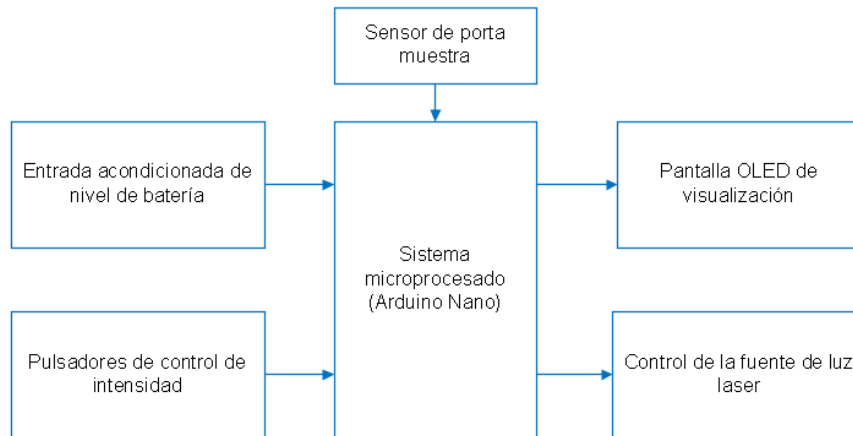 Sensor de porta
muestra
Entrada acondicionada de
nivel de batería
Pantalla OLED de
visualización
Sistema
microprocesado
(Arduino Nano)
Pulsadores de control de
intensidad
Control de la fuente de luz
laser